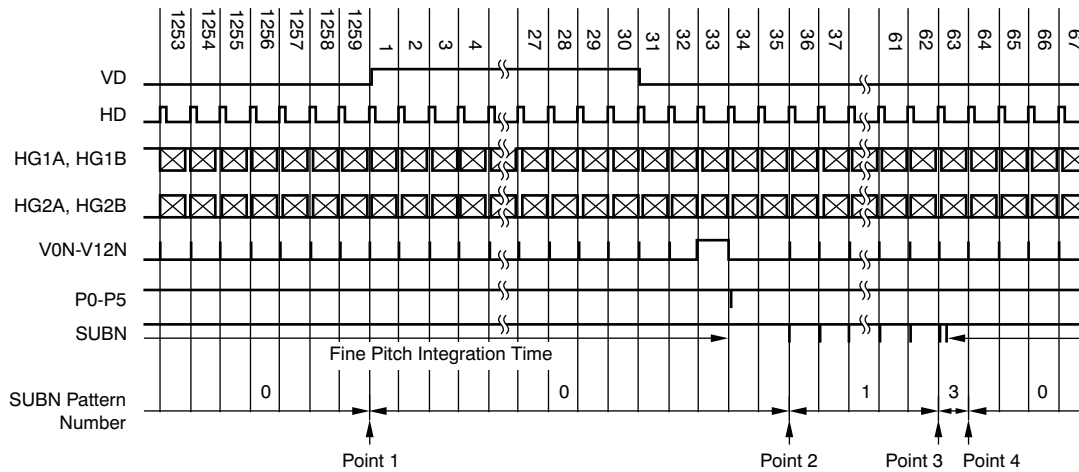 1253 1254 1255 1256 1257 1258 1259 1 2 3 4 27 28 29 30 31 32 33 34 35 36 37 61 62 63 64 65 66 67
VD
HD
HG1A, HG1B
HG2A, HG2B
V0N-V12N
P0-P5
SUBN
Fine Pitch Integration Time
SUBN Pattern
Number
0 0 1 3 0
Point 1 Point 2 Point 3 Point 4